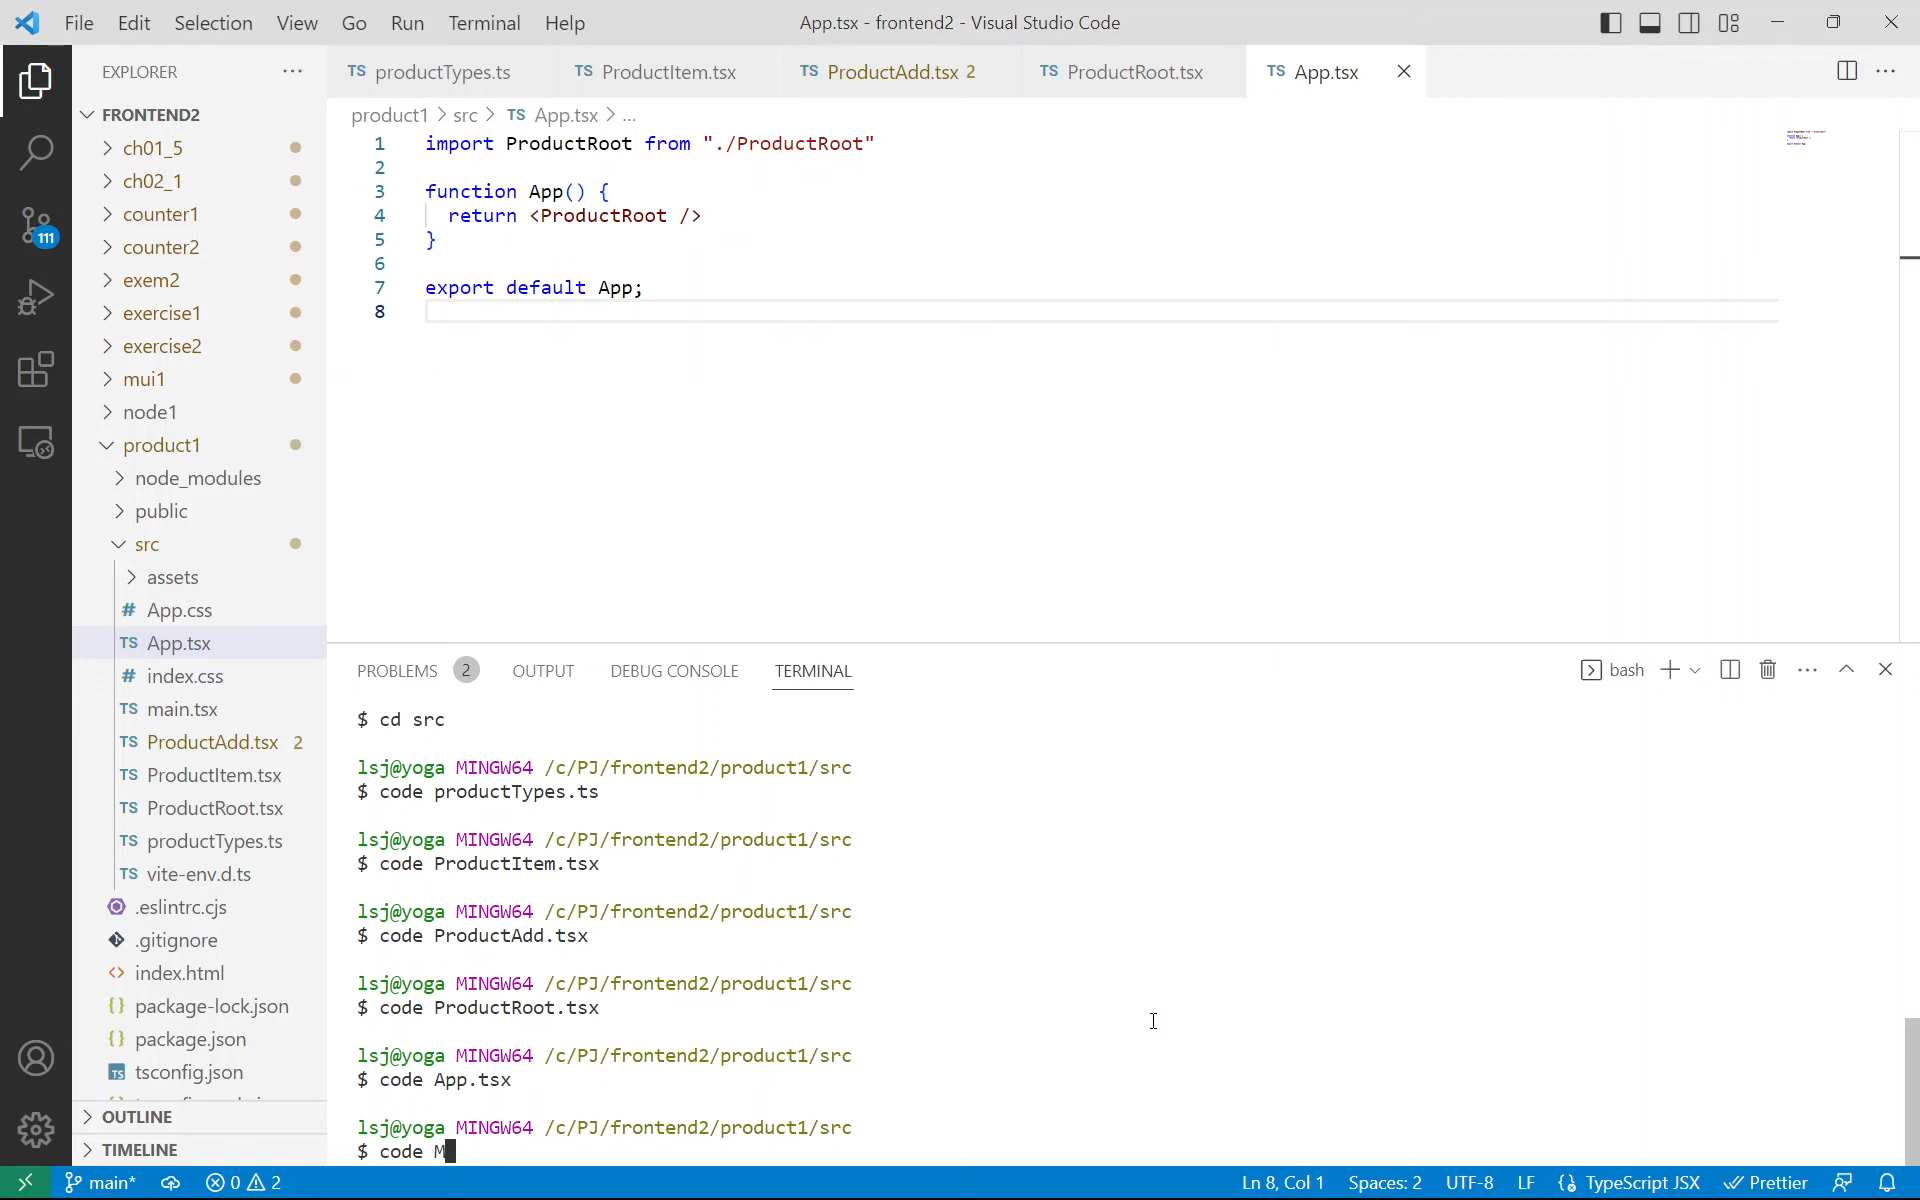 File Edit Selection View Go Run Terminal Help
App.tsx - frontend2 - Visual Studio Code
EXPLORER
FRONTEND2
ch01_5
ch02_1
counter1
counter2
exem2
exercise1
exercise2
mui1
node1
product1
node_modules
public
src
assets
# App.css
TS App.tsx
# index.css
TS main.tsx
TS ProductAdd.tsx 2
TS ProductItem.tsx
TS ProductRoot.tsx
TS productTypes.ts
TS vite-env.d.ts
.eslintrc.cjs
.gitignore
<> index.html
{} package-lock.json
{} package.json
TS tsconfig.json
OUTLINE
TIMELINE
111
TS productTypes.ts
TS ProductItem.tsx
TS ProductAdd.tsx 2
TS ProductRoot.tsx
TS App.tsx
product1 > src > TS App.tsx > ...
1 import ProductRoot from "./ProductRoot"
2
3 function App() {
4 return <ProductRoot />
5 }
6
7 export default App;
8
PROBLEMS 2 OUTPUT DEBUG CONSOLE TERMINAL
bash
$ cd src
lsj@yoga MINGW64 /c/PJ/frontend2/product1/src
$ code productTypes.ts
lsj@yoga MINGW64 /c/PJ/frontend2/product1/src
$ code ProductItem.tsx
lsj@yoga MINGW64 /c/PJ/frontend2/product1/src
$ code ProductAdd.tsx
lsj@yoga MINGW64 /c/PJ/frontend2/product1/src
$ code ProductRoot.tsx
lsj@yoga MINGW64 /c/PJ/frontend2/product1/src
$ code App.tsx
lsj@yoga MINGW64 /c/PJ/frontend2/product1/src
$ code M
main* 0 2
Ln 8, Col 1 Spaces: 2 UTF-8 LF TypeScript JSX Prettier